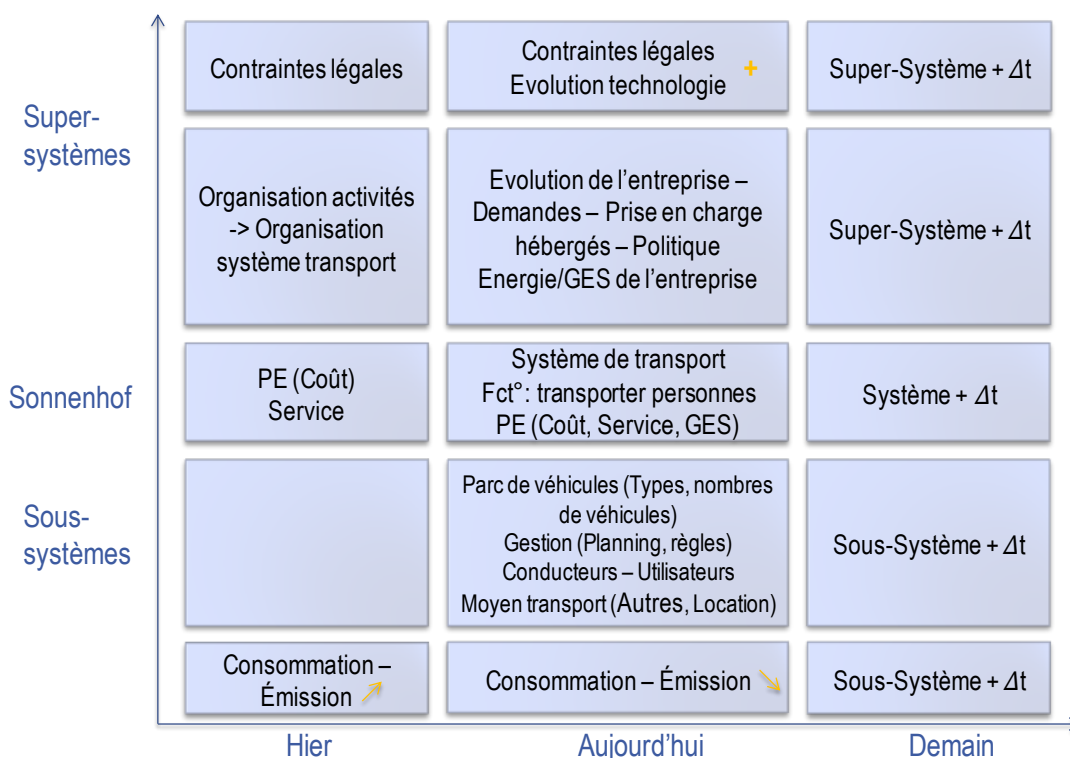 Super-
systèmes
Contraintes légales
Contraintes légales
Evolution technologie +
Super-Système + Δt
Organisation activités
-> Organisation
système transport
Evolution de l’entreprise –
Demandes – Prise en charge
hébergés – Politique
Energie/GES de l’entreprise
Super-Système + Δt
Sonnenhof
PE (Coût)
Service
Système de transport
Fct° : transporter personnes
PE (Coût, Service, GES)
Système + Δt
Sous-
systèmes
Parc de véhicules (Types, nombres
de véhicules)
Gestion (Planning, règles)
Conducteurs – Utilisateurs
Moyen transport (Autres, Location)
Sous-Système + Δt
Consommation –
Émission
Consommation – Émission
Sous-Système + Δt
Hier
Aujourd’hui
Demain